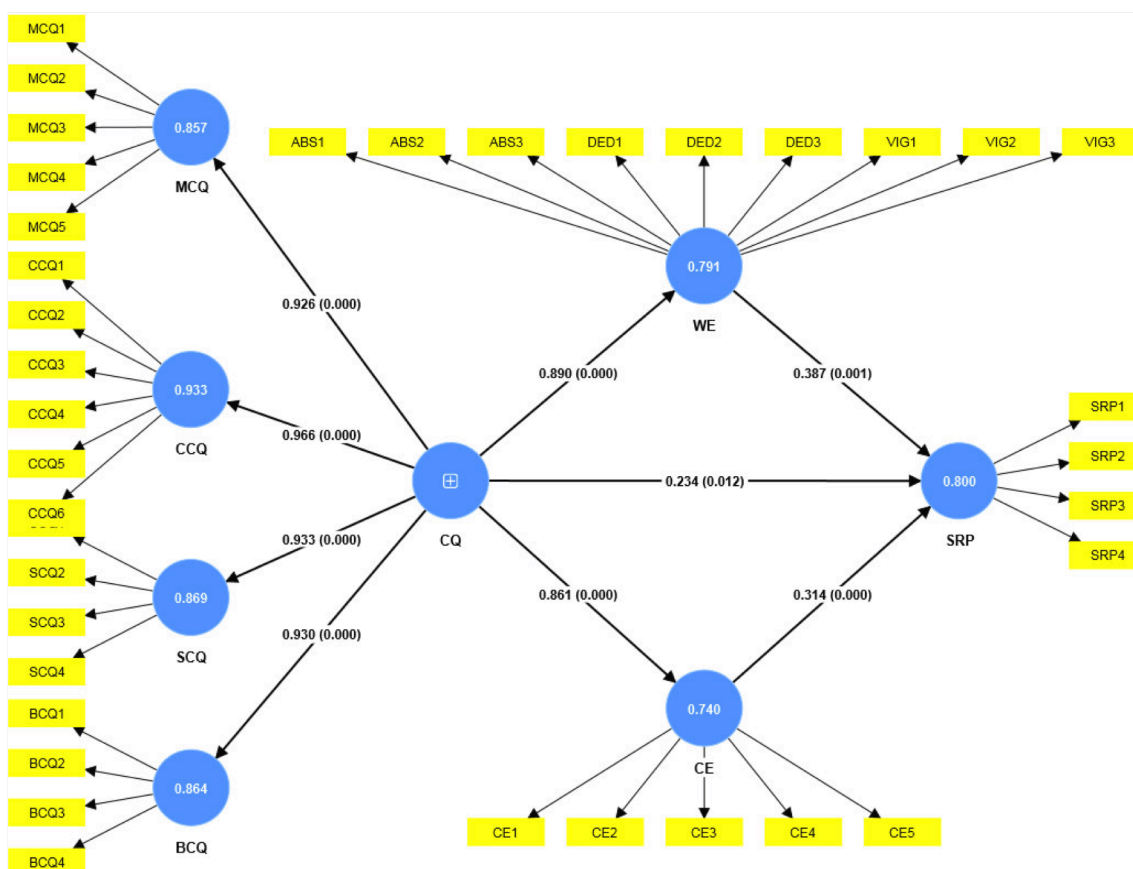 MCQ1
MCQ2
MCQ3
MCQ4
MCQ5
0.857
MCQ
CCQ1
CCQ2
CCQ3
CCQ4
CCQ5
CCQ6
0.933
CCQ
SCQ2
SCQ3
SCQ4
0.869
SCQ
BCQ1
BCQ2
BCQ3
BCQ4
0.864
BCQ
0.926 (0.000)
0.966 (0.000)
0.933 (0.000)
0.930 (0.000)
CQ
ABS1
ABS2
ABS3
DED1
DED2
DED3
VIG1
VIG2
VIG3
0.791
WE
0.890 (0.000)
0.387 (0.001)
0.234 (0.012)
0.861 (0.000)
0.314 (0.000)
0.800
SRP
SRP1
SRP2
SRP3
SRP4
0.740
CE
CE1
CE2
CE3
CE4
CE5